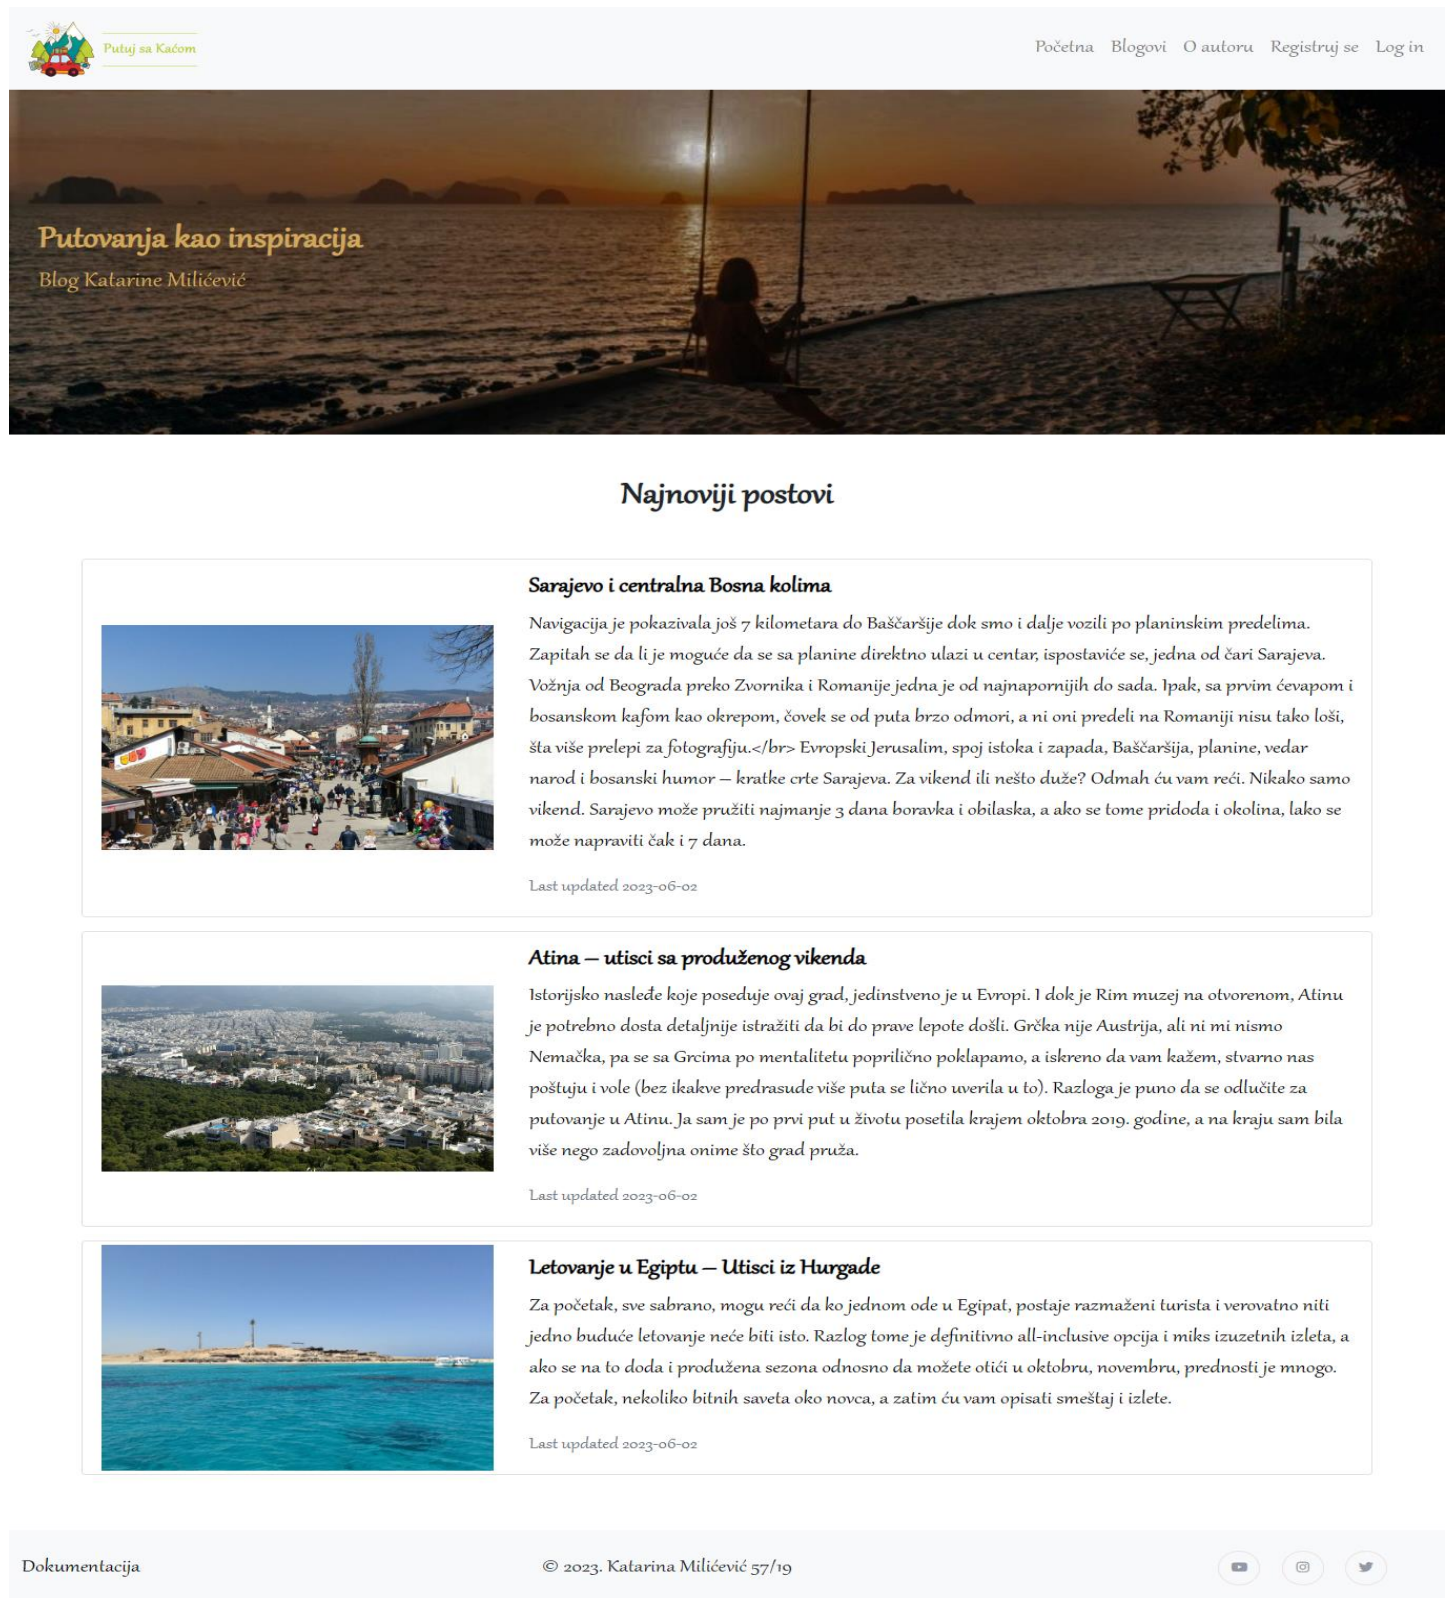 Putuj sa Kaćom
Početna Blogovi O autoru Registruj se Log in
Putovanja kao inspiracija
Blog Katarine Milićević
Najnoviji postovi
Sarajevo i centralna Bosna kolima
Navigacija je pokazivala još 7 kilometara do Baščaršije dok smo i dalje vozili po planinskim predelima.
Zapitah se da li je moguće da se sa planine direktno ulazi u centar, ispostaviće se, jedna od čari Sarajeva.
Vožnja od Beograda preko Zvornika i Romanije jedna je od najnapornijih do sada. Ipak, sa prvim ćevapom i
bosanskom kafom kao okrepom, čovek se od puta brzo odmori, a ni oni predeli na Romaniji nisu tako loši,
šta više prelepi za fotografiju.</br> Evropski Jerusalim, spoj istoka i zapada, Baščaršija, planine, vedar
narod i bosanski humor – kratke crte Sarajeva. Za vikend ili nešto duže? Odmah ću vam reći. Nikako samo
vikend. Sarajevo može pružiti najmanje 3 dana boravka i obilaska, a ako se tome pridoda i okolina, lako se
može napraviti čak i 7 dana.
Last updated 2023-06-02
Atina – utisci sa produženog vikenda
Istorijsko nasleđe koje poseduje ovaj grad, jedinstveno je u Evropi. I dok je Rim muzej na otvorenom, Atinu
je potrebno dosta detaljnije istražiti da bi do prave lepote došli. Grčka nije Austrija, ali ni mi nismo
Nemačka, pa se sa Grcima po mentalitetu poprilično poklapamo, a iskreno da vam kažem, stvarno nas
poštuju i vole (bez ikakve predrasude više puta se lično uverila u to). Razloga je puno da se odlučite za
putovanje u Atinu. Ja sam je po prvi put u životu posetila krajem oktobra 2019. godine, a na kraju sam bila
više nego zadovoljna onime što grad pruža.
Last updated 2023-06-02
Letovanje u Egiptu – Utisci iz Hurgade
Za početak, sve sabrano, mogu reći da ko jednom ode u Egipat, postaje razmaženi turista i verovatno niti
jedno buduće letovanje neće biti isto. Razlog tome je definitivno all-inclusive opcija i miks izuzetnih izleta, a
ako se na to doda i produžena sezona odnosno da možete otići u oktobru, novembru, prednosti je mnogo.
Za početak, nekoliko bitnih saveta oko novca, a zatim ću vam opisati smeštaj i izlete.
Last updated 2023-06-02
Dokumentacija © 2023. Katarina Milićević 57/19